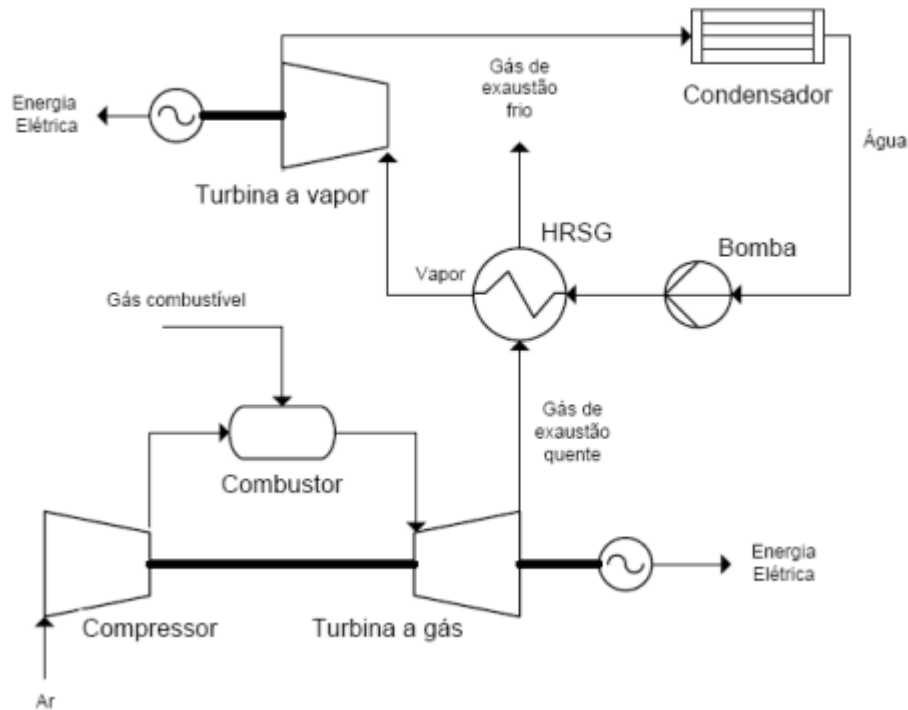 Gás de
exaustão
frio
Condensador
Energia
Elétrica
Água
Turbina a vapor
HRSG
Bomba
Vapor
Gás combustível
Gás de
exaustão
quente
Combustor
Energia
Elétrica
Compressor
Turbina a gás
Ar